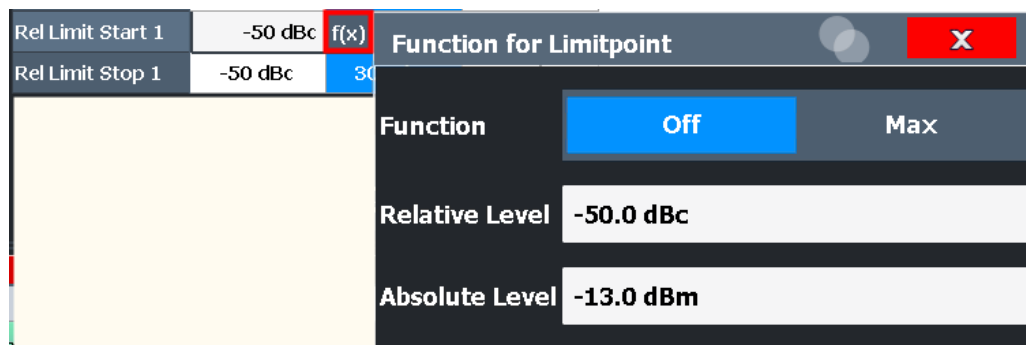 Rel Limit Start 1 -50 dBc f(x)
Rel Limit Stop 1 -50 dBc 30
Function for Limitpoint X
Function Off Max
Relative Level -50.0 dBc
Absolute Level -13.0 dBm